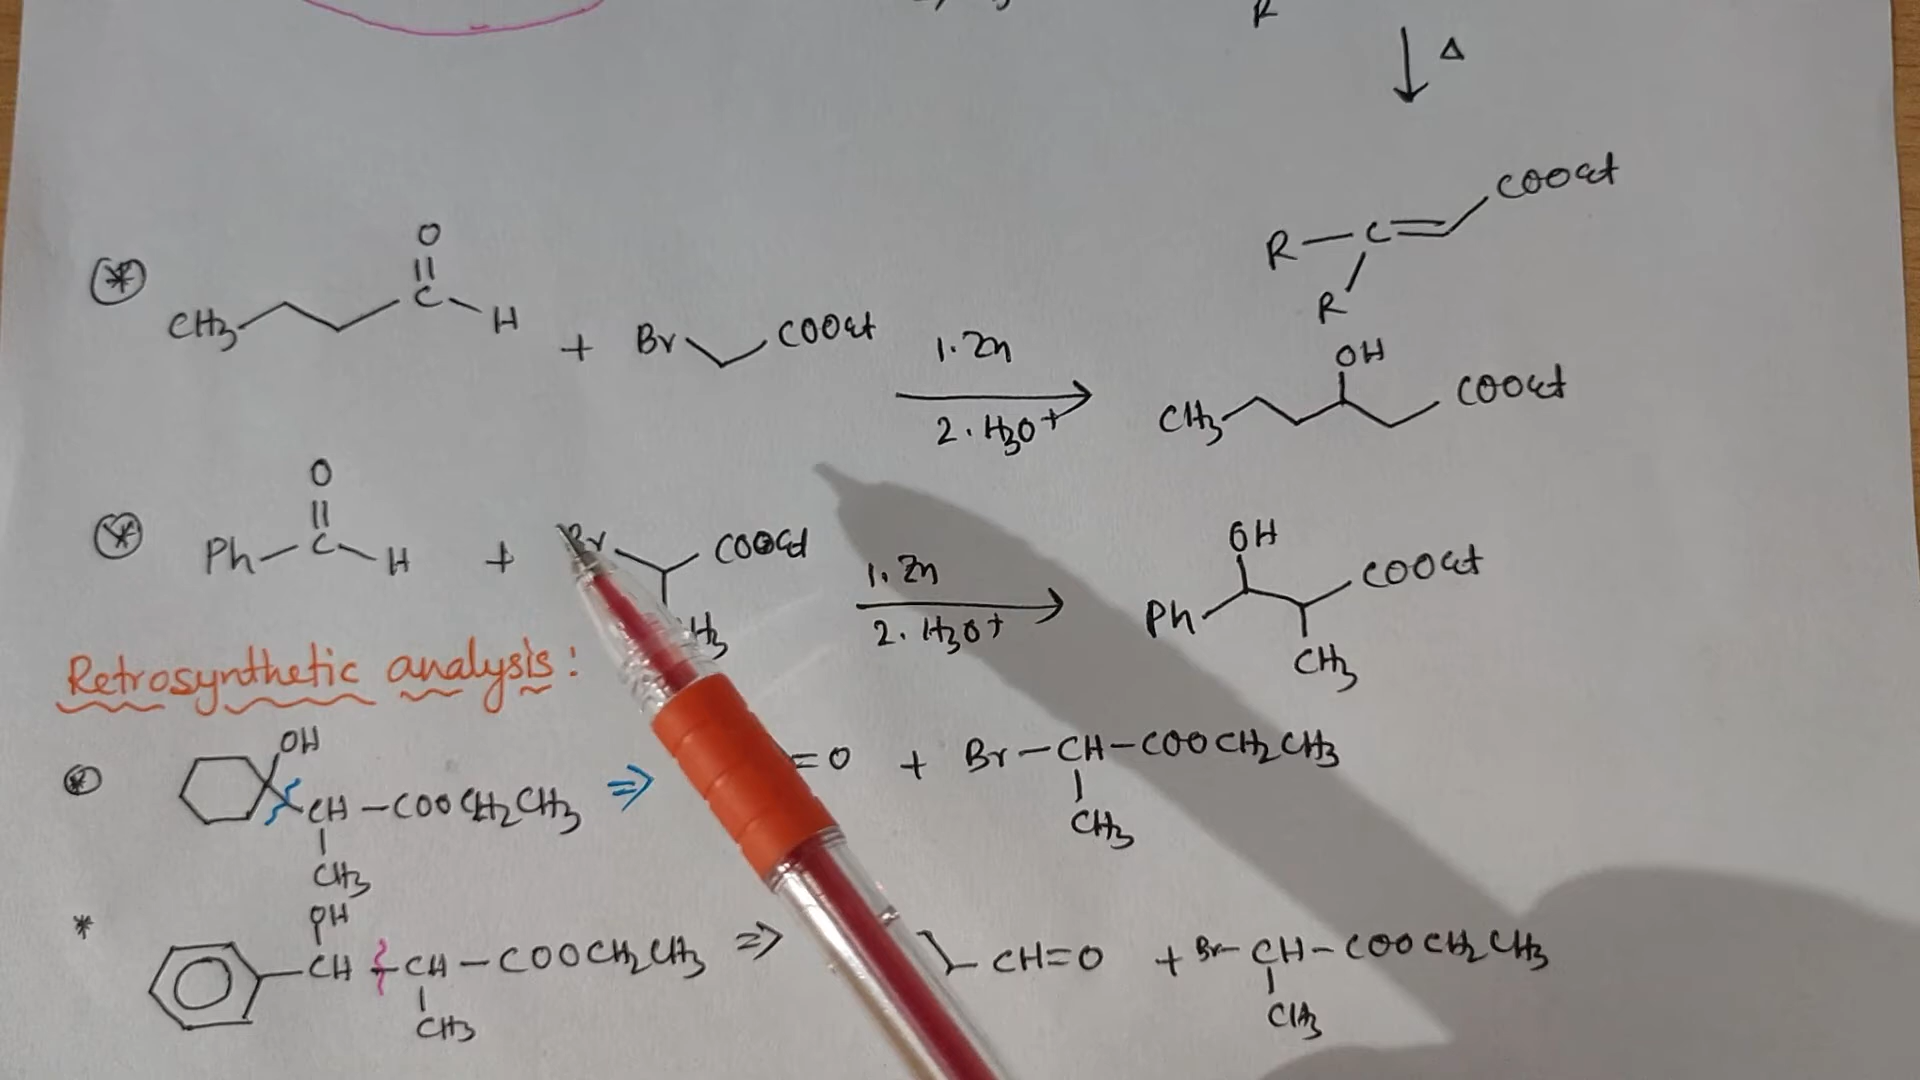 R
Δ
COOEt
R—C=
R
O
||
CH3 C H + Br COOEt 1. Zn 2. H3O+ OH CH3 COOEt
O
||
Ph—C H + Br COOEt 1. Zn 2. H3O+ OH Ph COOEt
H3 CH3
Retrosynthetic analysis:
OH
CH—COOCH2CH3 ⇒ =O + Br—CH—COOCH2CH3
CH3 CH3
OH
* CH CH—COOCH2CH3 ⇒ CH=O + Br—CH—COOCH2CH3
CH3 CH3